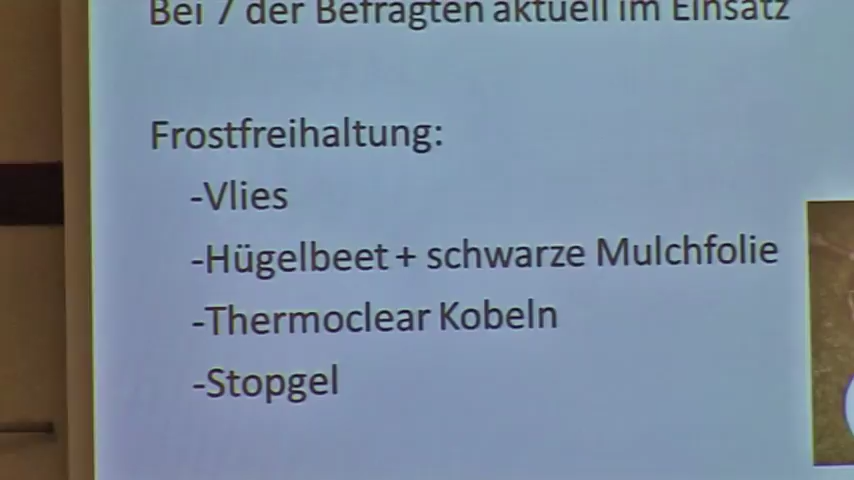 Bei 7 der Befragten aktuell im Einsatz
Frostfreihaltung:
-Vlies
-Hügelbeet + schwarze Mulchfolie
-Thermoclear Kobeln
-Stopgel